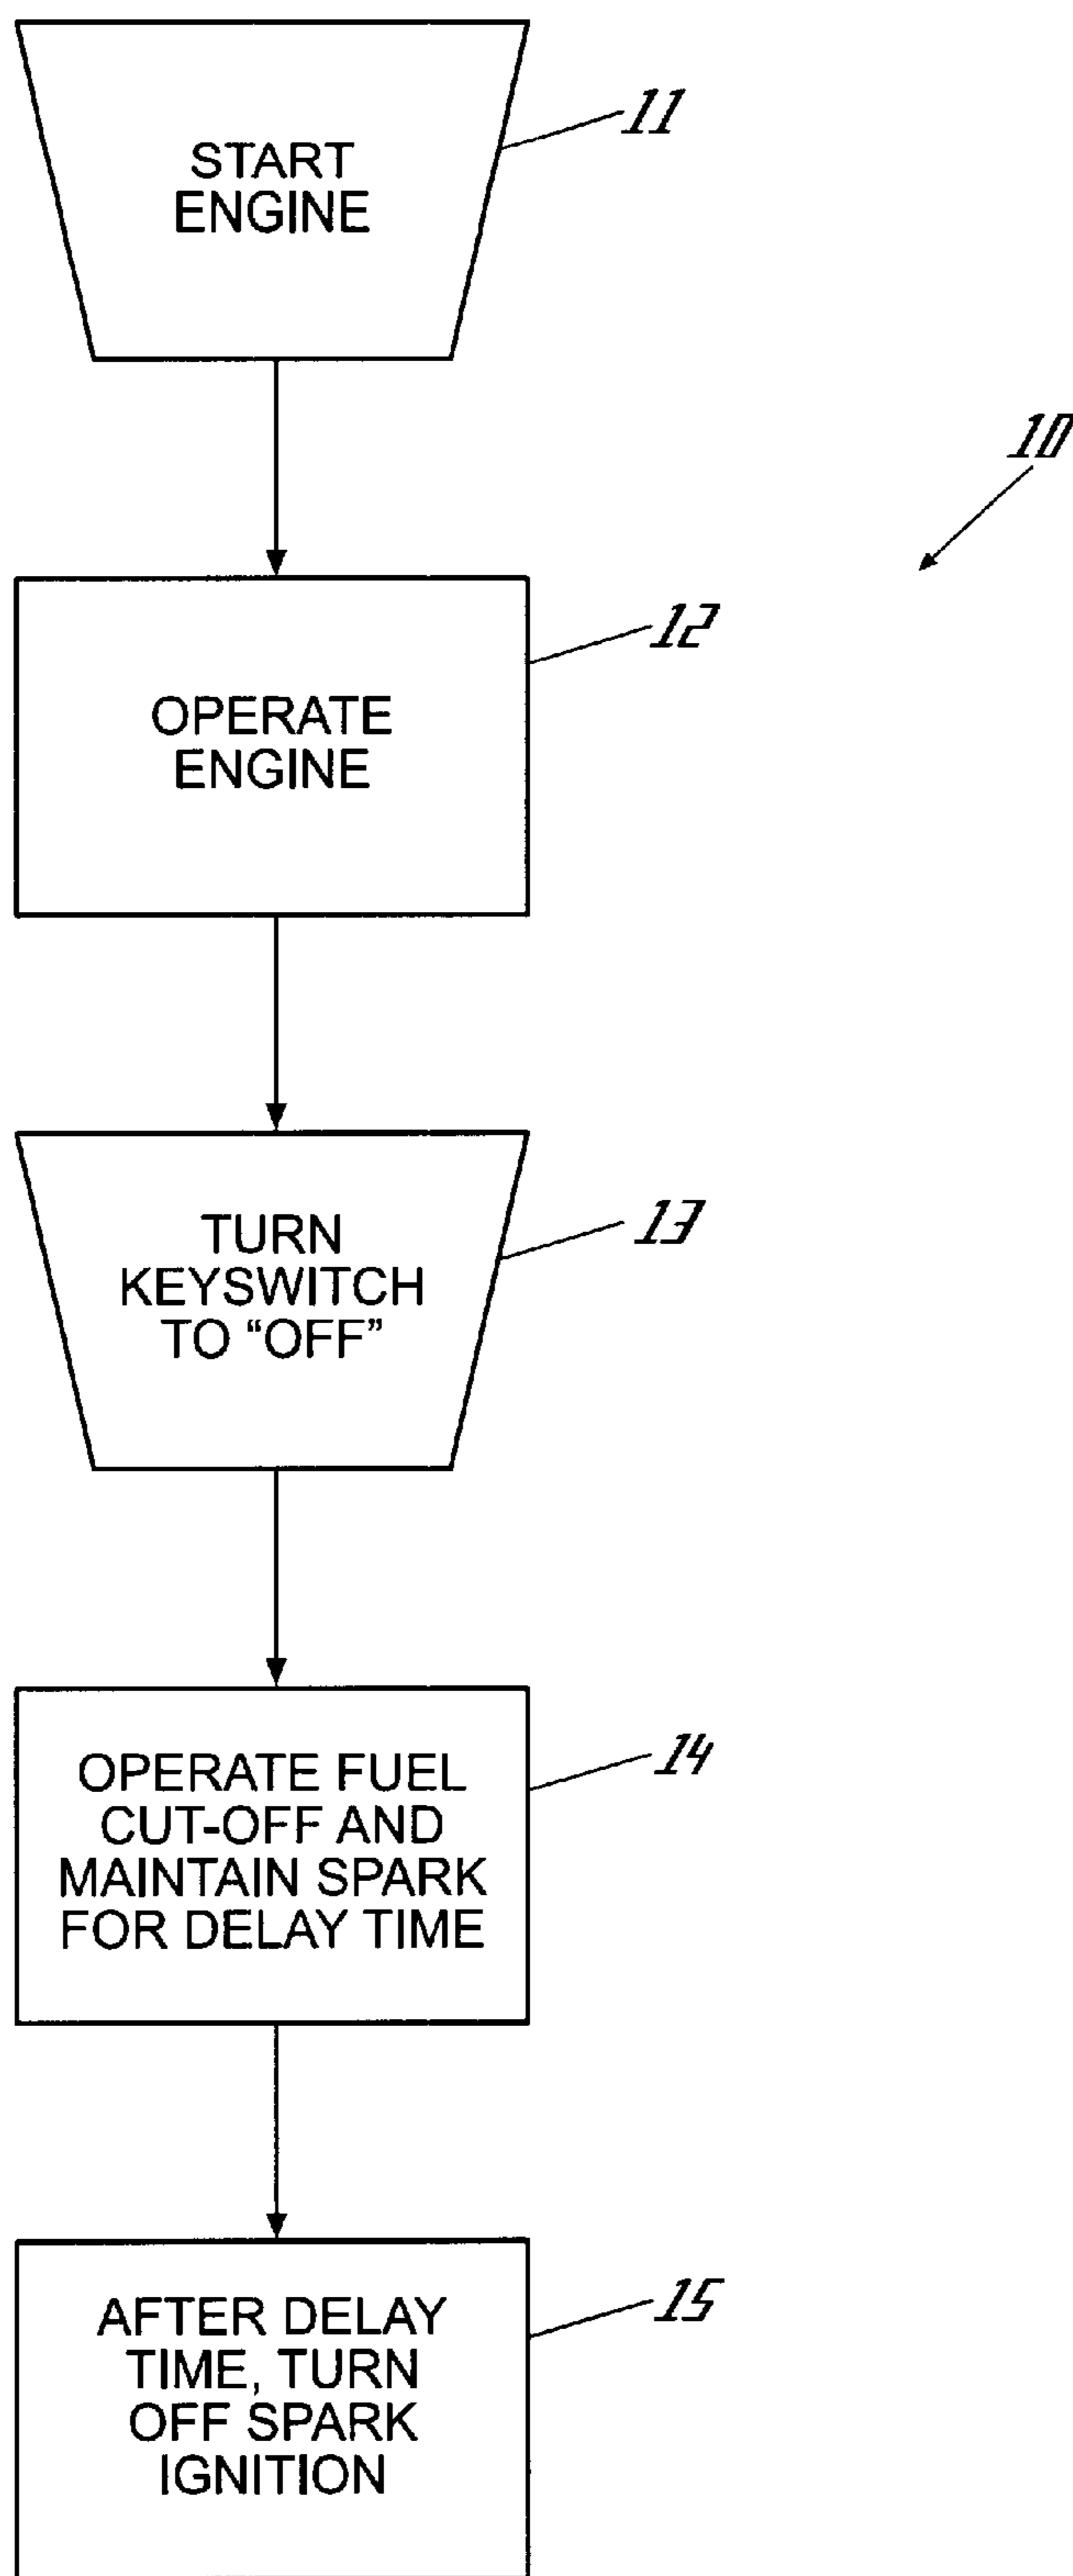 START
ENGINE
11
10
OPERATE
ENGINE
12
TURN
KEYSWITCH
TO “OFF”
13
OPERATE FUEL
CUT-OFF AND
MAINTAIN SPARK
FOR DELAY TIME
14
AFTER DELAY
TIME, TURN
OFF SPARK
IGNITION
15